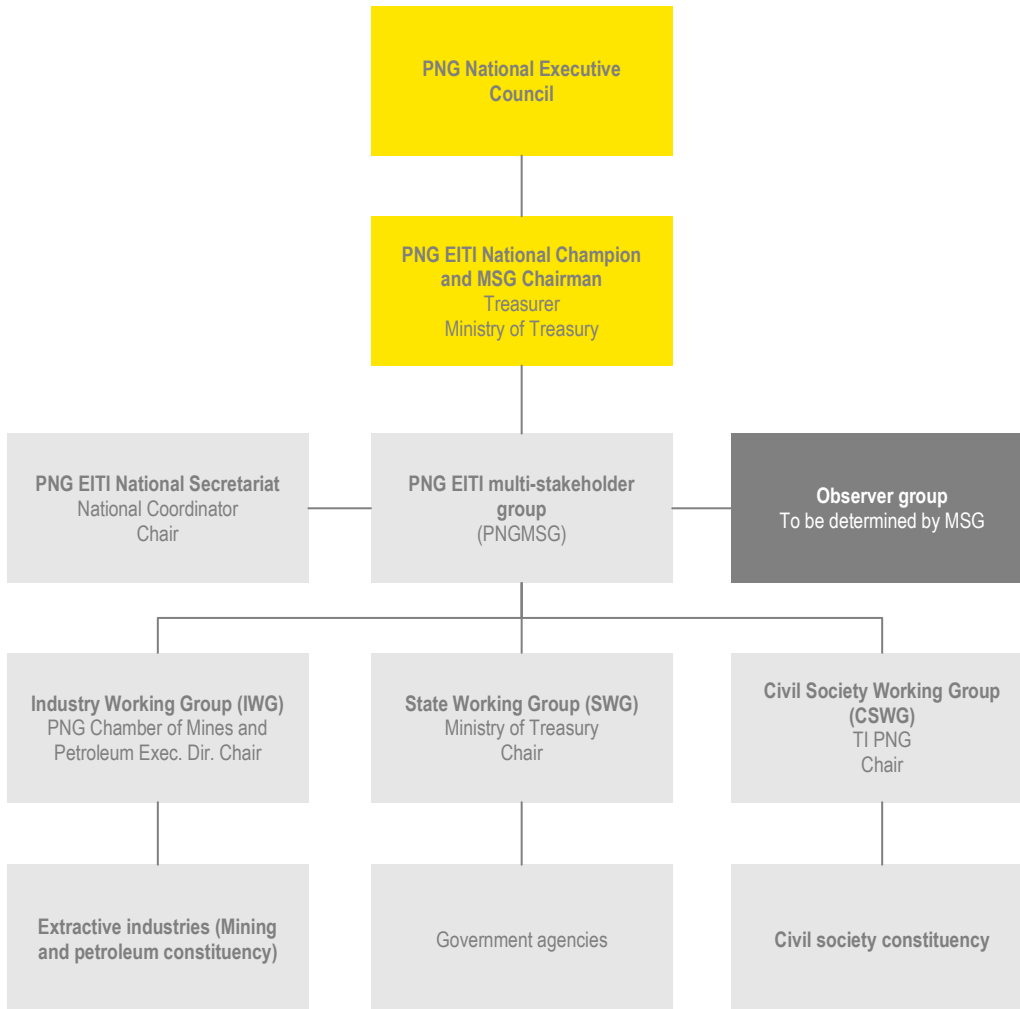 PNG National Executive
Council
PNG EITI National Champion
and MSG Chairman
Treasurer
Ministry of Treasury
PNG EITI National Secretariat
National Coordinator
Chair
PNG EITI multi-stakeholder
group
(PNGMSG)
Observer group
To be determined by MSG
Industry Working Group (IWG)
PNG Chamber of Mines and
Petroleum Exec. Dir. Chair
State Working Group (SWG)
Ministry of Treasury
Chair
Civil Society Working Group
(CSWG)
TI PNG
Chair
Extractive industries (Mining
and petroleum constituency)
Government agencies
Civil society constituency